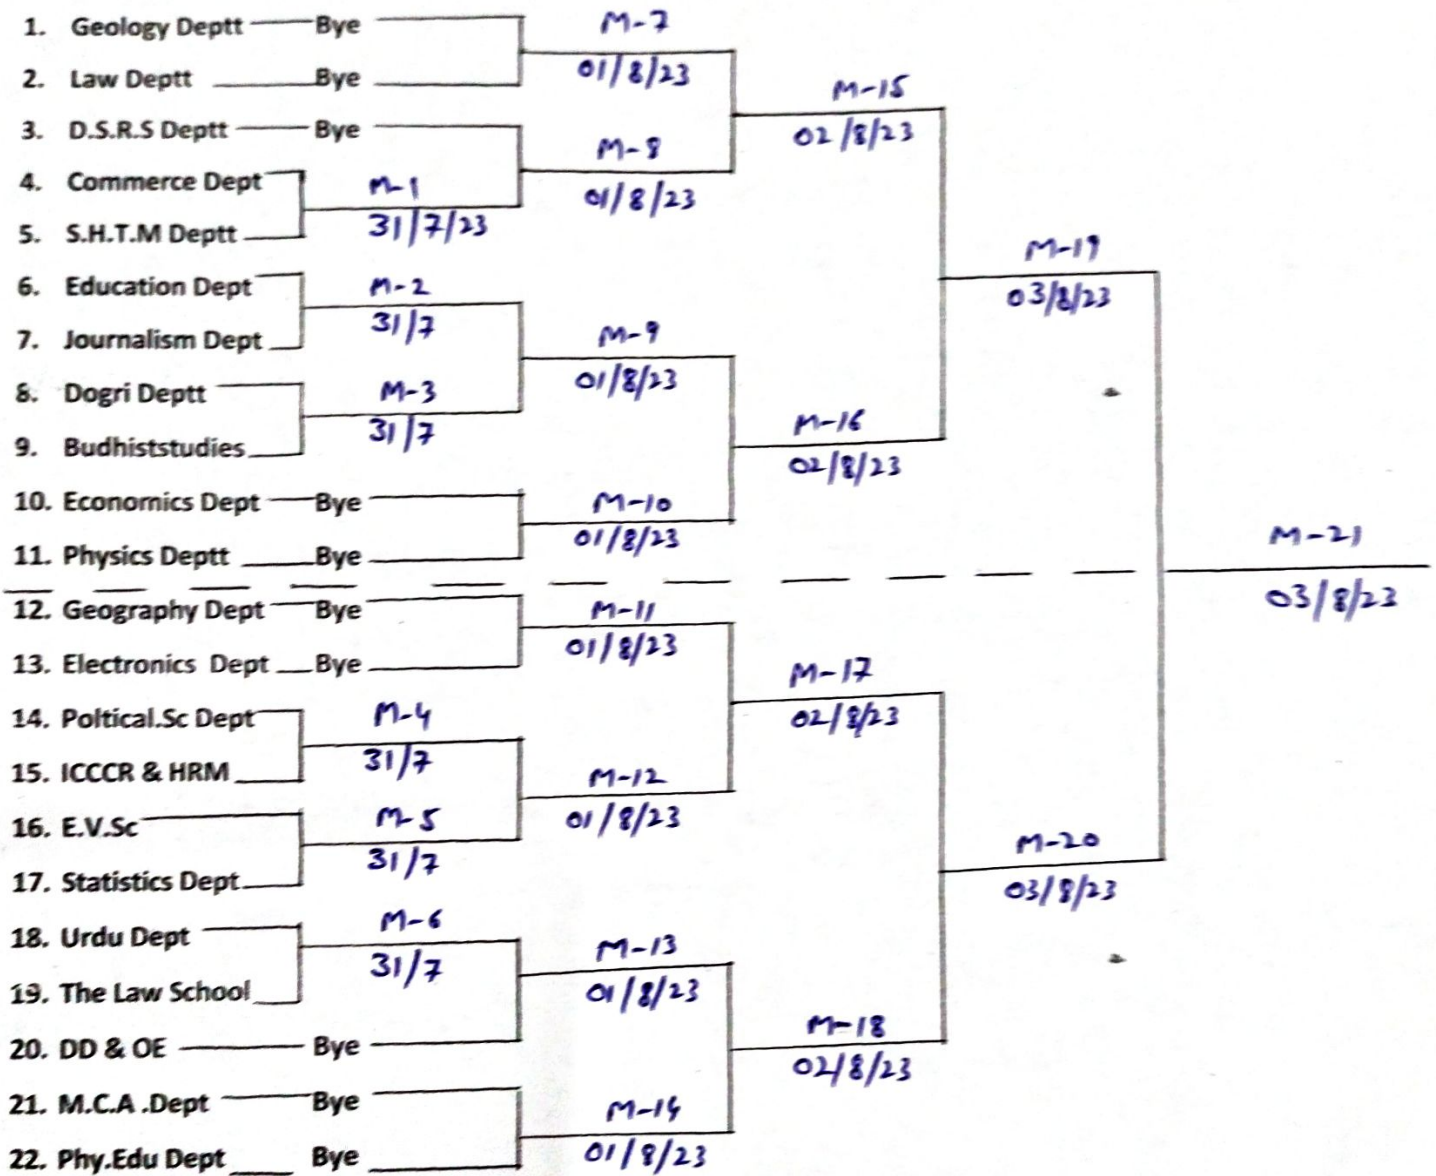 1. Geology Deptt Bye
2. Law Deptt Bye
3. D.S.R.S Deptt Bye
4. Commerce Dept
5. S.H.T.M Deptt
6. Education Dept
7. Journalism Dept
8. Dogri Deptt
9. Budhiststudies
10. Economics Dept Bye
11. Physics Deptt Bye
12. Geography Dept Bye
13. Electronics Dept Bye
14. Poltical.Sc Dept
15. ICCCR & HRM
16. E.V.Sc
17. Statistics Dept
18. Urdu Dept
19. The Law School
20. DD & OE Bye
21. M.C.A .Dept Bye
22. Phy.Edu Dept Bye
M-1
31/7/23
M-2
31/7
M-3
31/7
M-4
31/7
M-5
31/7
M-6
31/7
M-7
01/8/23
M-8
01/8/23
M-9
01/8/23
M-10
01/8/23
M-11
01/8/23
M-12
01/8/23
M-13
01/8/23
M-14
01/8/23
M-15
02/8/23
M-16
02/8/23
M-17
02/8/23
M-18
02/8/23
M-19
03/8/23
M-20
03/8/23
M-21
03/8/23